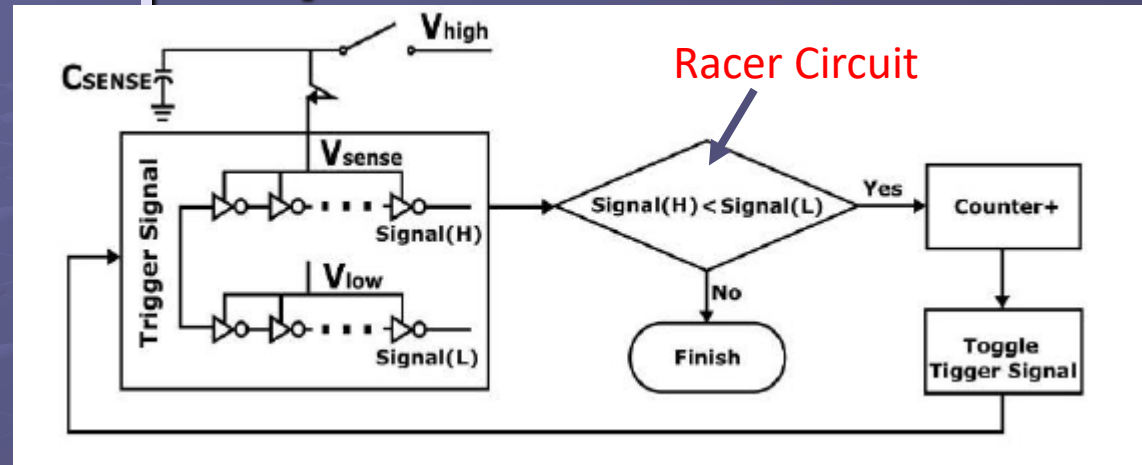 Vhigh
Racer Circuit
CSENSE
Trigger Signal
Vsense
Signal(H)
Vlow
Signal(L)
Signal(H)<Signal(L)
Yes
Counter+
No
Finish
Toggle
Tigger Signal